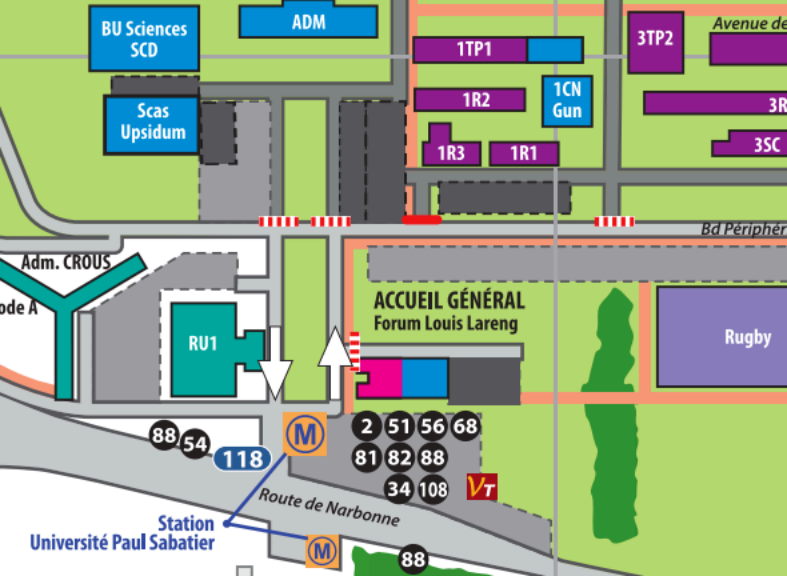 BU Sciences
SCD
ADM
1TP1
3TP2
Avenue de
1R2
1CN
Gun
3R
Scas
Upsidum
1R3
1R1
3SC
Bd Périphér
Adm. CROUS
ode A
ACCUEIL GÉNÉRAL
Forum Louis Lareng
RU1
Rugby
2 51 56 68
88 54 118
M
81 82 88
34 108 VT
Route de Narbonne
Station
Université Paul Sabatier
M
88